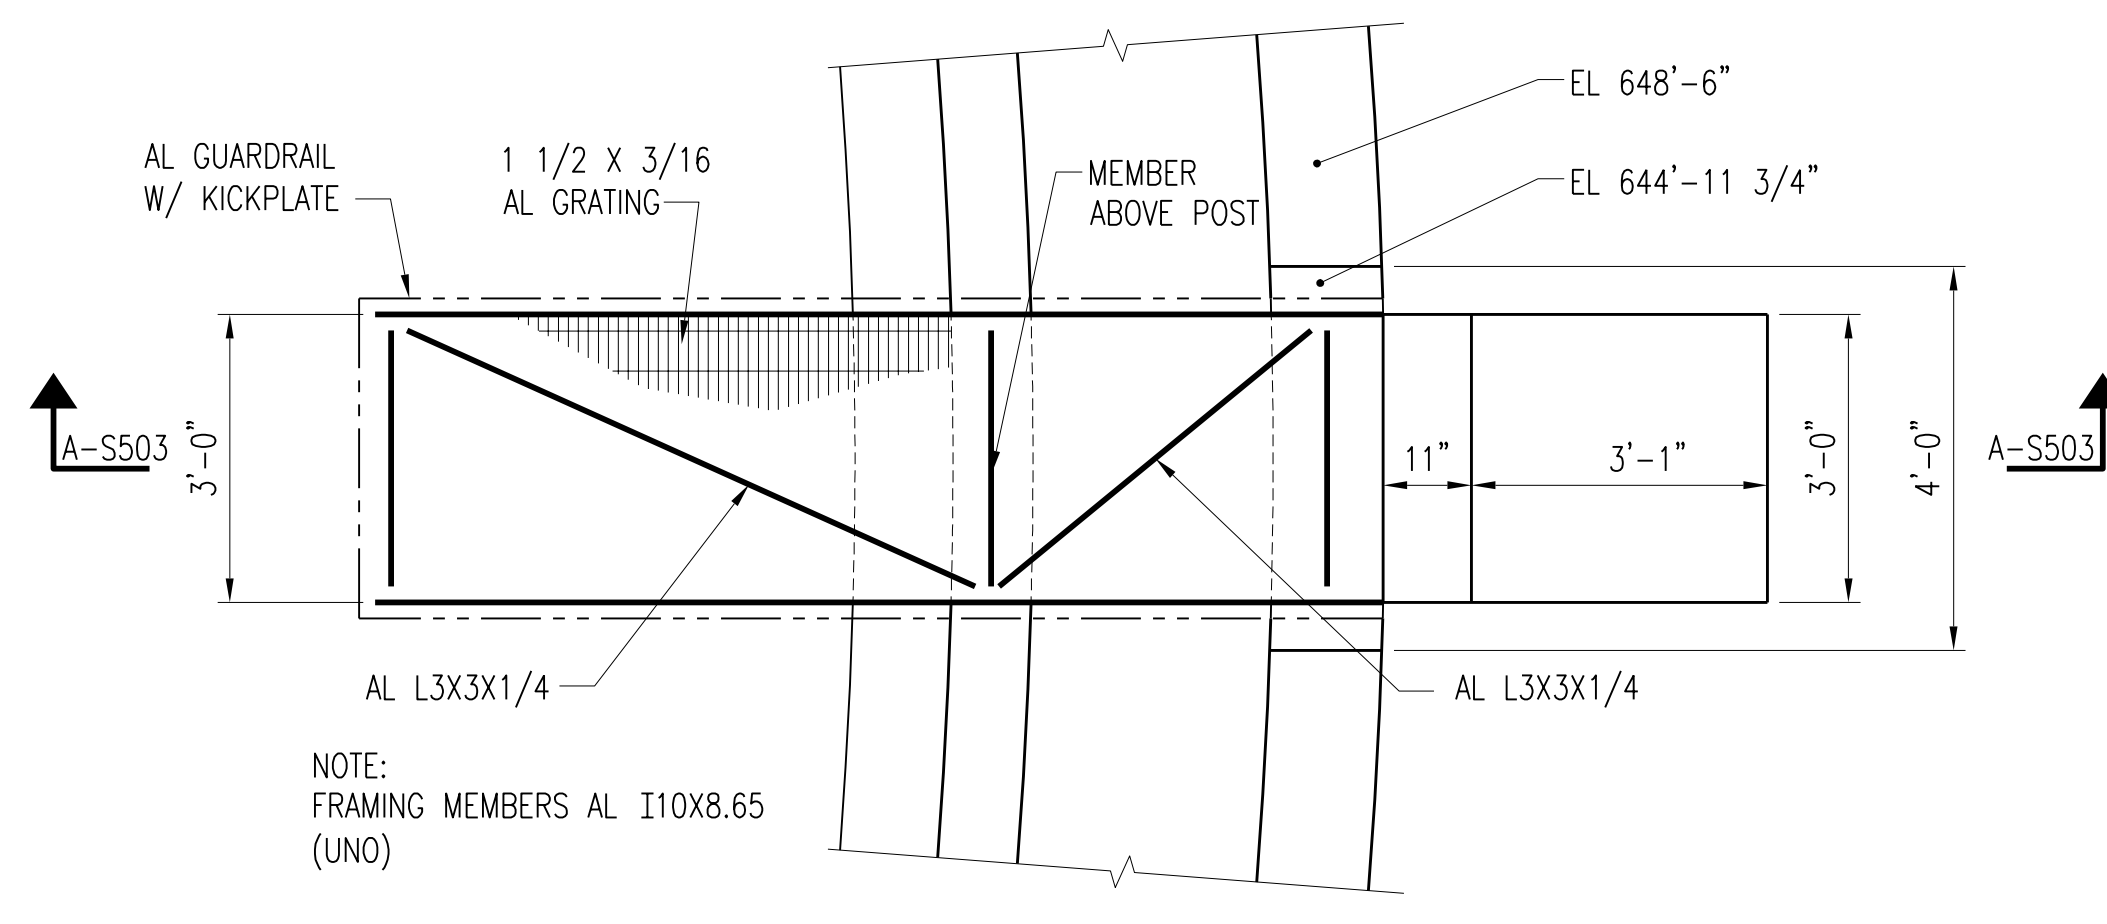 EL 648'-6"
AL GUARDRAIL
W/ KICKPLATE
1 1/2 X 3/16
AL GRATING
MEMBER
ABOVE POST
EL 644'-11 3/4"
A-S503
3'-0"
11"
3'-1"
3'-0"
4'-0"
A-S503
AL L3X3X1/4
AL L3X3X1/4
NOTE:
FRAMING MEMBERS AL I10X8.65
(UNO)